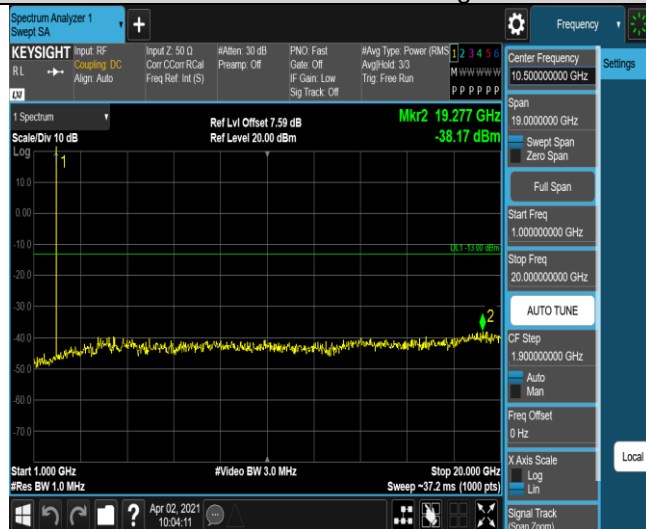 Spectrum Analyzer 1
Swept SA
+
Frequency
KEYSIGHT
RL
LXI
Input: RF
Coupling: DC
Align: Auto
Input Z: 50 Ω
Corr CCorr RCal
Freq Ref: Int (S)
#Atten: 30 dB
Preamp: Off
PNO: Fast
Gate: Off
IF Gain: Low
Sig Track: Off
#Avg Type: Power (RMS
Avg|Hold: 3/3
Trig: Free Run
1 2 3 4 5 6
M W W W W W
P P P P P P
1 Spectrum
Scale/Div 10 dB
Log
Ref Lvl Offset 7.59 dB
Ref Level 20.00 dBm
Mkr2 19.277 GHz
-38.17 dBm
1
10.0
0.00
-10.0
DL1 -13.00 dBm
-20.0
-30.0
2
-40.0
-50.0
-60.0
-70.0
Start 1.000 GHz
#Res BW 1.0 MHz
#Video BW 3.0 MHz
Stop 20.000 GHz
Sweep ~37.2 ms (1000 pts)
?
Apr 02, 2021
10:04:11
Center Frequency
10.500000000 GHz
Span
19.0000000 GHz
Swept Span
Zero Span
Full Span
Start Freq
1.000000000 GHz
Stop Freq
20.000000000 GHz
AUTO TUNE
CF Step
1.900000000 GHz
Auto
Man
Freq Offset
0 Hz
X Axis Scale
Log
Lin
Signal Track
(Span Zoom)
Settings
Local